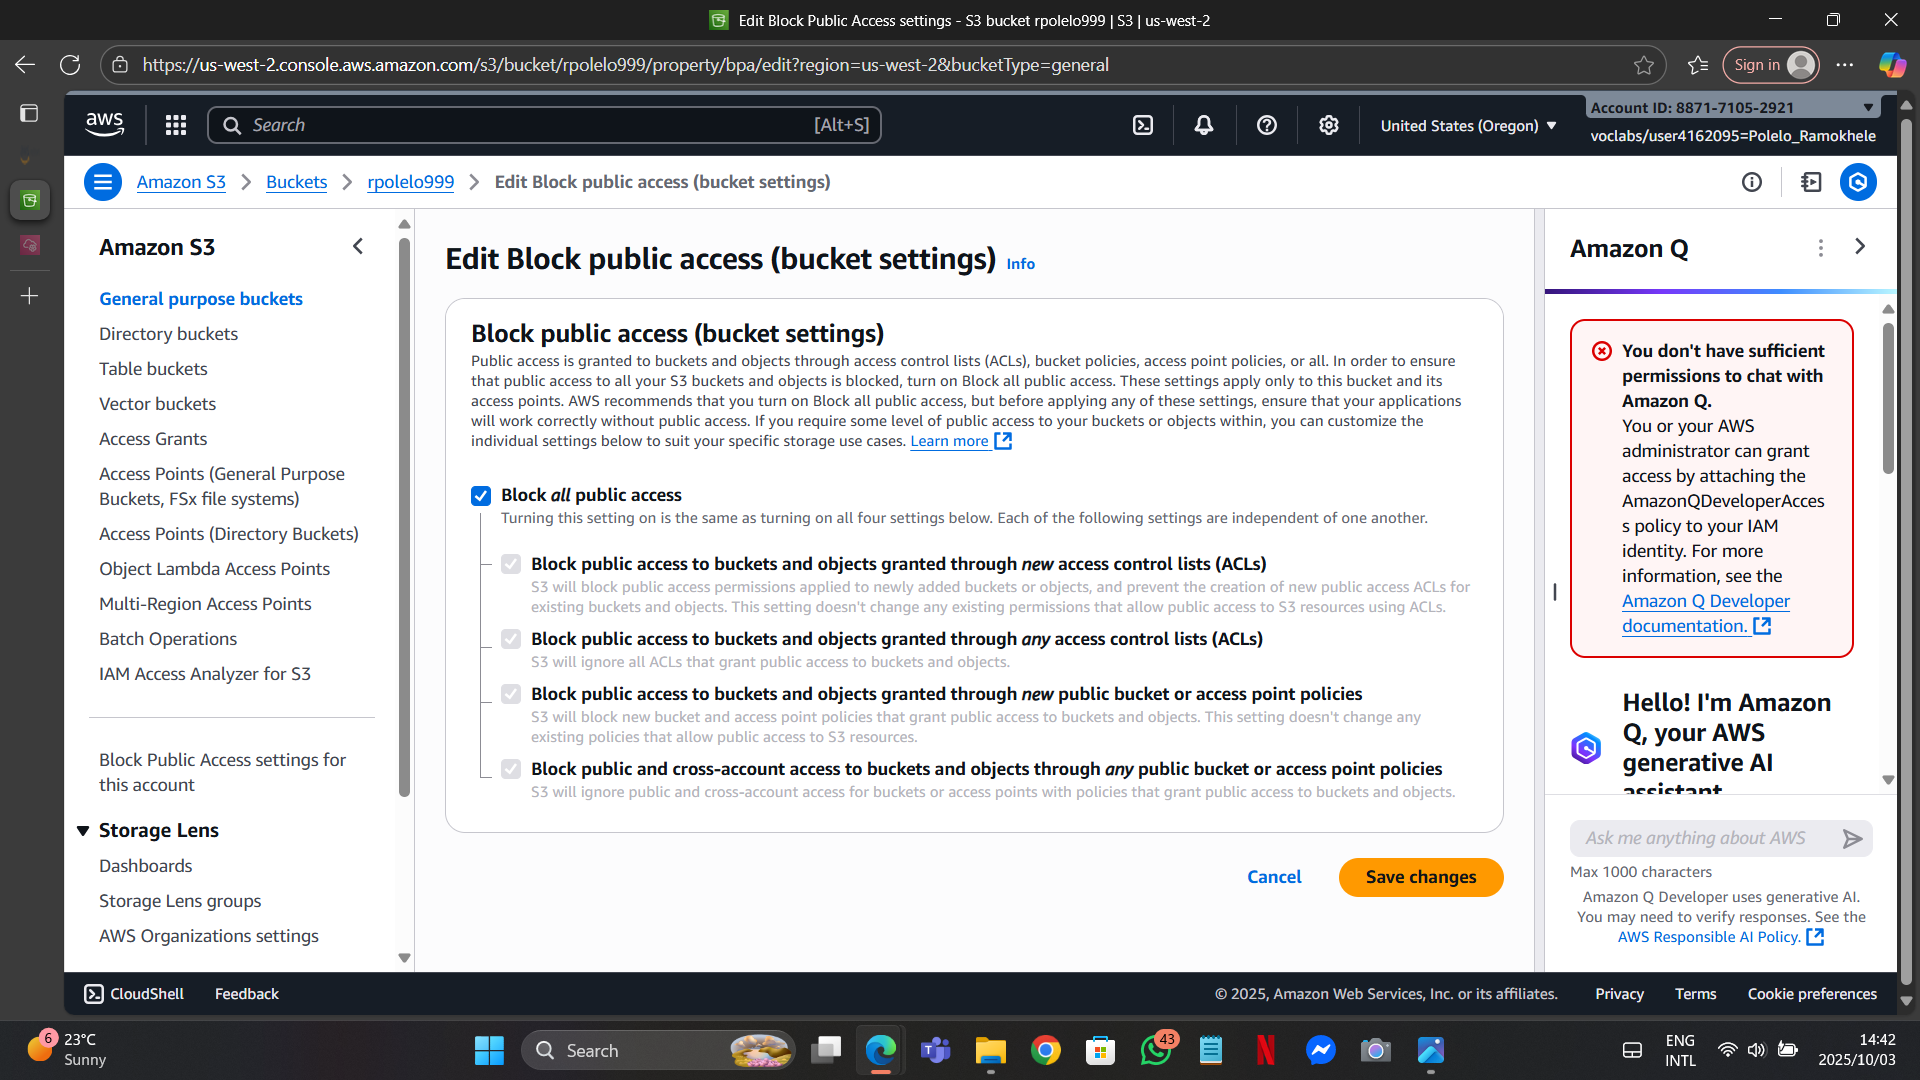 Edit Block Public Access settings - S3 bucket rpolelo999 | S3 | us-west-2
https://us-west-2.console.aws.amazon.com/s3/bucket/rpolelo999/property/bpa/edit?region=us-west-2&bucketType=general
Sign in
aws
Search
[Alt+S]
United States (Oregon)
Account ID: 8871-7105-2921
voclabs/user4162095=Polelo_Ramokhele
Amazon S3
Buckets
rpolelo999
Edit Block public access (bucket settings)
Amazon S3
General purpose buckets
Directory buckets
Table buckets
Vector buckets
Access Grants
Access Points (General Purpose
Buckets, FSx file systems)
Access Points (Directory Buckets)
Object Lambda Access Points
Multi-Region Access Points
Batch Operations
IAM Access Analyzer for S3
Block Public Access settings for
this account
Storage Lens
Dashboards
Storage Lens groups
AWS Organizations settings
Edit Block public access (bucket settings) Info
Block public access (bucket settings)
Public access is granted to buckets and objects through access control lists (ACLs), bucket policies, access point policies, or all. In order to ensure
that public access to all your S3 buckets and objects is blocked, turn on Block all public access. These settings apply only to this bucket and its
access points. AWS recommends that you turn on Block all public access, but before applying any of these settings, ensure that your applications
will work correctly without public access. If you require some level of public access to your buckets or objects within, you can customize the
individual settings below to suit your specific storage use cases. Learn more
Block all public access
Turning this setting on is the same as turning on all four settings below. Each of the following settings are independent of one another.
Block public access to buckets and objects granted through new access control lists (ACLs)
S3 will block public access permissions applied to newly added buckets or objects, and prevent the creation of new public access ACLs for
existing buckets and objects. This setting doesn't change any existing permissions that allow public access to S3 resources using ACLs.
Block public access to buckets and objects granted through any access control lists (ACLs)
S3 will ignore all ACLs that grant public access to buckets and objects.
Block public access to buckets and objects granted through new public bucket or access point policies
S3 will block new bucket and access point policies that grant public access to buckets and objects. This setting doesn't change any
existing policies that allow public access to S3 resources.
Block public and cross-account access to buckets and objects through any public bucket or access point policies
S3 will ignore public and cross-account access for buckets or access points with policies that grant public access to buckets and objects.
Cancel
Save changes
Amazon Q
You don't have sufficient
permissions to chat with
Amazon Q.
You or your AWS
administrator can grant
access by attaching the
AmazonQDeveloperAcces
s policy to your IAM
identity. For more
information, see the
Amazon Q Developer
documentation.
Hello! I'm Amazon
Q, your AWS
generative AI
assistant
Ask me anything about AWS
Max 1000 characters
Amazon Q Developer uses generative AI.
You may need to verify responses. See the
AWS Responsible AI Policy.
CloudShell
Feedback
© 2025, Amazon Web Services, Inc. or its affiliates.
Privacy
Terms
Cookie preferences
6
23°C
Sunny
Search
43
ENG
INTL
14:42
2025/10/03